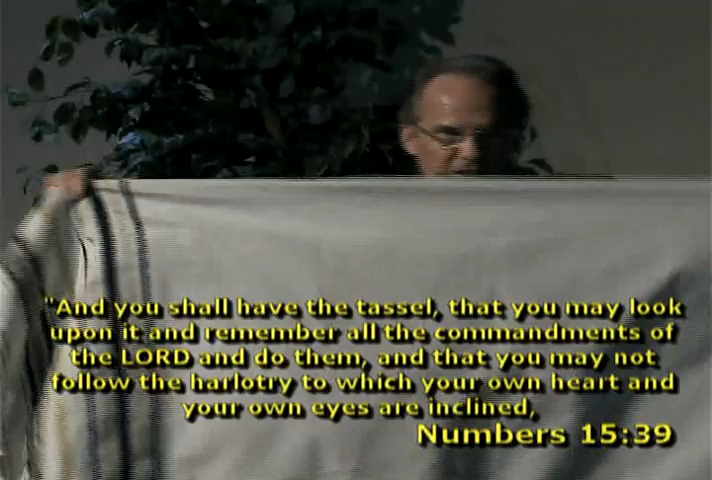 "And you shall have the tassel, that you may look
upon it and remember all the commandments of
the LORD and do them, and that you may not
follow the harlotry to which your own heart and
your own eyes are inclined,
Numbers 15:39